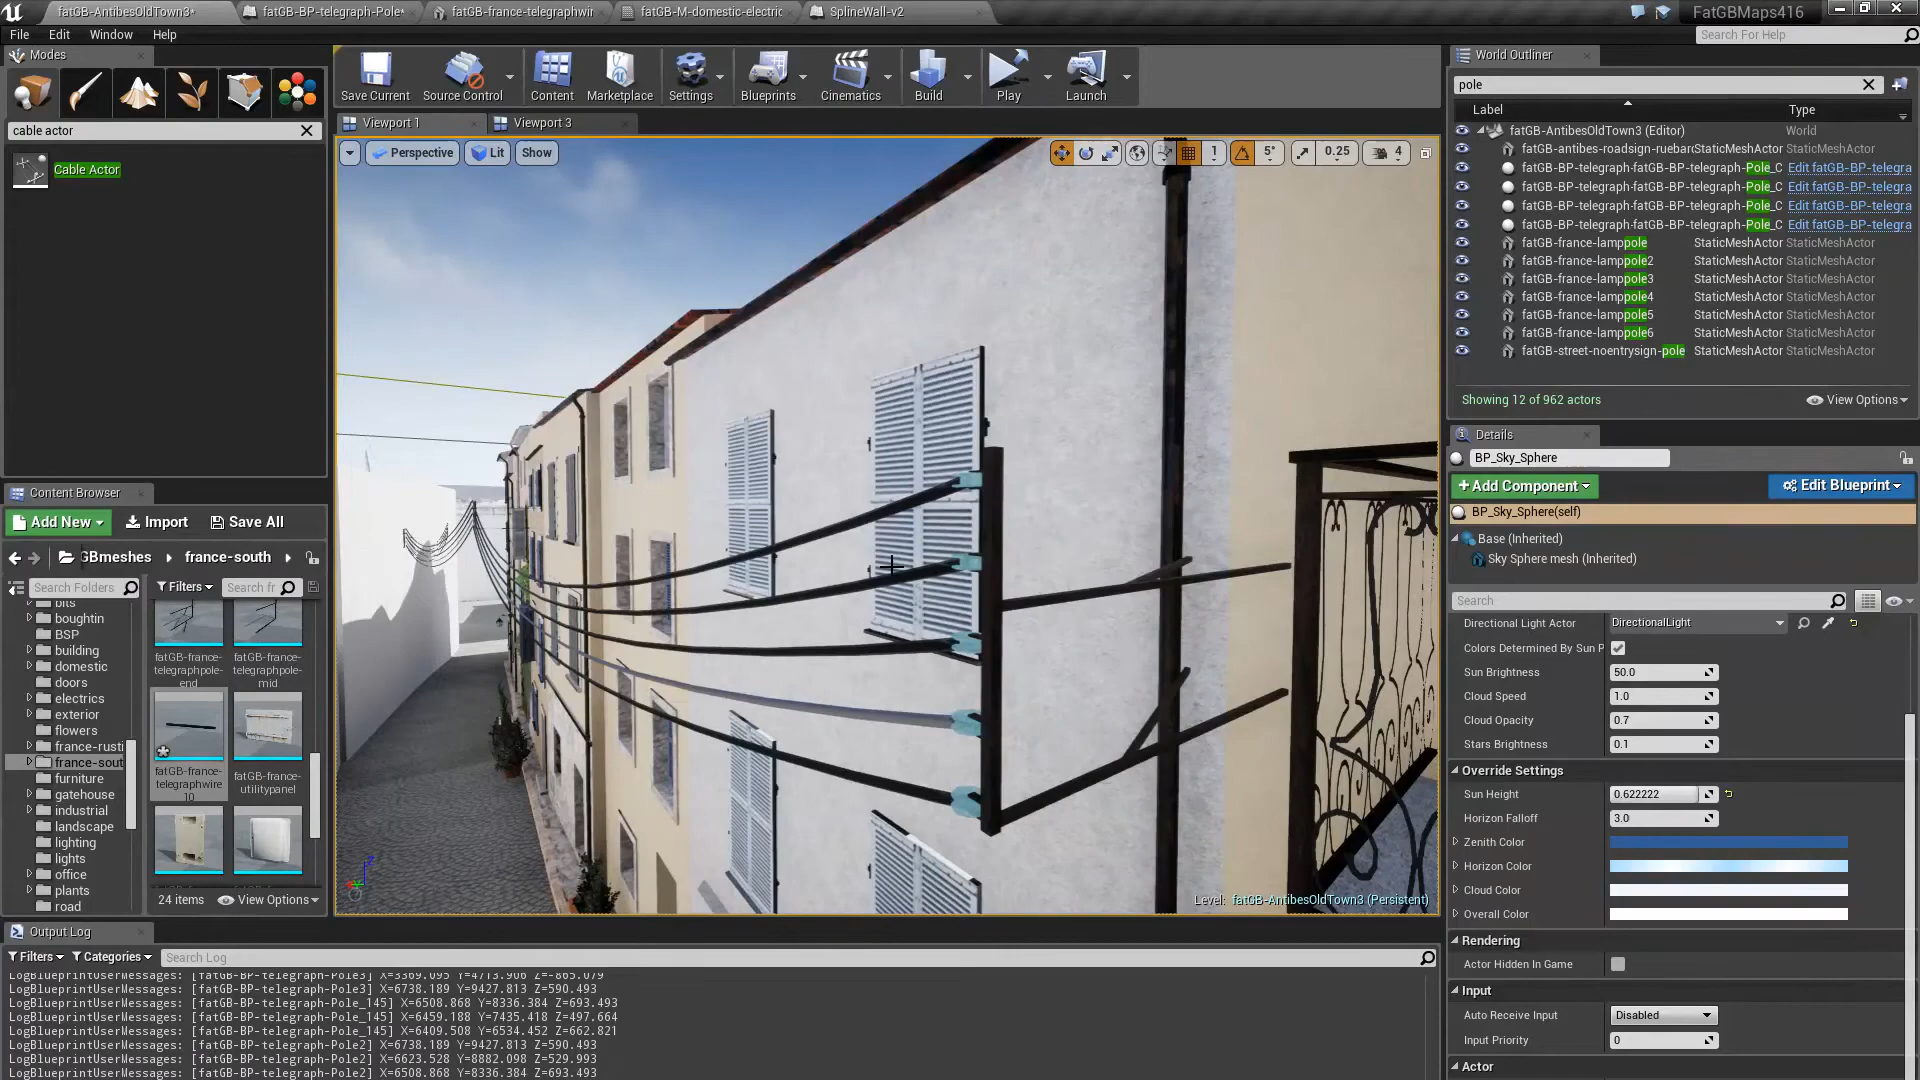 fatGB-AntibesOldTown3*
fatGB-BP-telegraph-Pole*
fatGB-france-telegraphwir
fatGB-M-domestic-electric
SplineWall-v2
FatGBMaps416
File Edit Window Help
Search For Help
Modes
Save Current
Source Control
Content
Marketplace
Settings
Blueprints
Cinematics
Build
Play
Launch
cable actor
Cable Actor
Viewport 1
Viewport 3
Perspective
Lit
Show
1
5°
0.25
4
Level: fatGB-AntibesOldTown3 (Persistent)
World Outliner
pole
Label Type
fatGB-AntibesOldTown3 (Editor) World
fatGB-antibes-roadsign-ruebar StaticMeshActor StaticMeshActor
fatGB-BP-telegraph-fatGB-BP-telegraph-Pole_C Edit fatGB-BP-telegra
fatGB-BP-telegraph-fatGB-BP-telegraph-Pole_C Edit fatGB-BP-telegra
fatGB-BP-telegraph-fatGB-BP-telegraph-Pole_C Edit fatGB-BP-telegra
fatGB-BP-telegraph-fatGB-BP-telegraph-Pole_C Edit fatGB-BP-telegra
fatGB-france-lamppole StaticMeshActor StaticMeshActor
fatGB-france-lamppole2 StaticMeshActor StaticMeshActor
fatGB-france-lamppole3 StaticMeshActor StaticMeshActor
fatGB-france-lamppole4 StaticMeshActor StaticMeshActor
fatGB-france-lamppole5 StaticMeshActor StaticMeshActor
fatGB-france-lamppole6 StaticMeshActor StaticMeshActor
fatGB-street-noentrysign-pole StaticMeshActor StaticMeshActor
Showing 12 of 962 actors
View Options
Details
BP_Sky_Sphere
+Add Component
Edit Blueprint
BP_Sky_Sphere(self)
Base (Inherited)
Sky Sphere mesh (Inherited)
Search
Directional Light Actor DirectionalLight
Colors Determined By Sun P
Sun Brightness 50.0
Cloud Speed 1.0
Cloud Opacity 0.7
Stars Brightness 0.1
Override Settings
Sun Height 0.622222
Horizon Falloff 3.0
Zenith Color
Horizon Color
Cloud Color
Overall Color
Rendering
Actor Hidden In Game
Input
Auto Receive Input Disabled
Input Priority 0
Actor
Content Browser
Add New
Import
Save All
GBmeshes
france-south
Search Folders
Filters
Search fr
bits
boughtin
BSP
building
domestic
doors
electrics
exterior
flowers
france-rusti
france-sout
furniture
gatehouse
industrial
landscape
lighting
lights
office
plants
road
fatGB-france-
telegraphpole-
end
fatGB-france-
telegraphpole-
mid
fatGB-france-
telegraphwire
10
fatGB-france-
utilitypanel
24 items
View Options
Output Log
Filters
Categories
Search Log
LogBlueprintUserMessages: [fatGB-BP-telegraph-Pole3] X=3369.095 Y=4713.906 Z=-865.079
LogBlueprintUserMessages: [fatGB-BP-telegraph-Pole3] X=6738.189 Y=9427.813 Z=590.493
LogBlueprintUserMessages: [fatGB-BP-telegraph-Pole_145] X=6508.868 Y=8336.384 Z=693.493
LogBlueprintUserMessages: [fatGB-BP-telegraph-Pole_145] X=6459.188 Y=7435.418 Z=497.664
LogBlueprintUserMessages: [fatGB-BP-telegraph-Pole_145] X=6409.508 Y=6534.452 Z=662.821
LogBlueprintUserMessages: [fatGB-BP-telegraph-Pole2] X=6738.189 Y=9427.813 Z=590.493
LogBlueprintUserMessages: [fatGB-BP-telegraph-Pole2] X=6623.528 Y=8882.098 Z=529.993
LogBlueprintUserMessages: [fatGB-BP-telegraph-Pole2] X=6508.868 Y=8336.384 Z=693.493